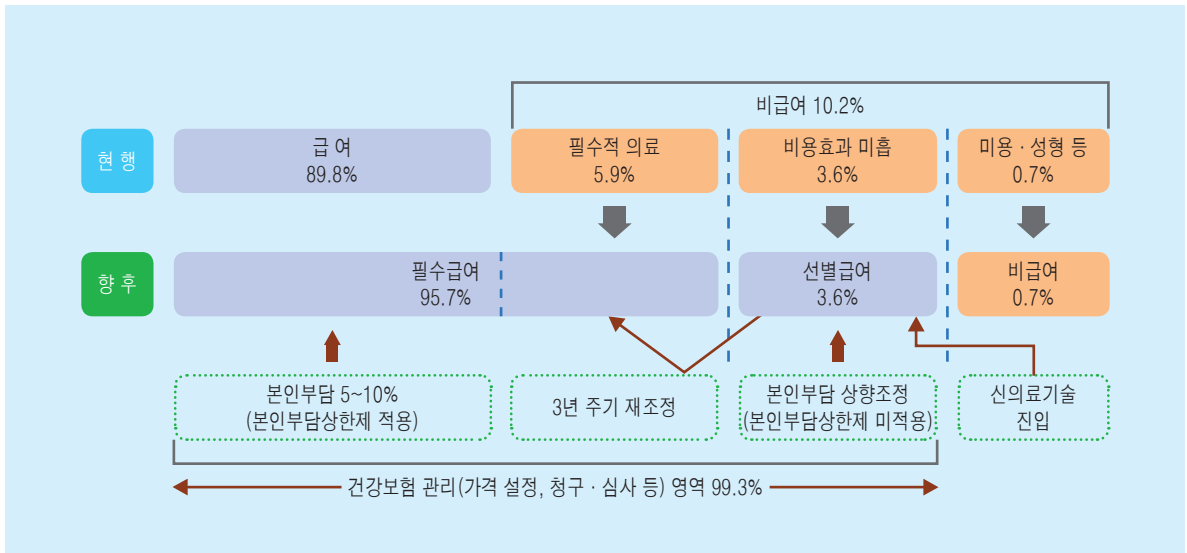 비급여 10.2%
현 행
급 여
89.8%
필수적 의료
5.9%
비용효과 미흡
3.6%
미용 · 성형 등
0.7%
향 후
필수급여
95.7%
선별급여
3.6%
비급여
0.7%
본인부담 5~10%
(본인부담상한제 적용)
3년 주기 재조정
본인부담 상향조정
(본인부담상한제 미적용)
신의료기술
진입
건강보험 관리(가격 설정, 청구 · 심사 등) 영역 99.3%